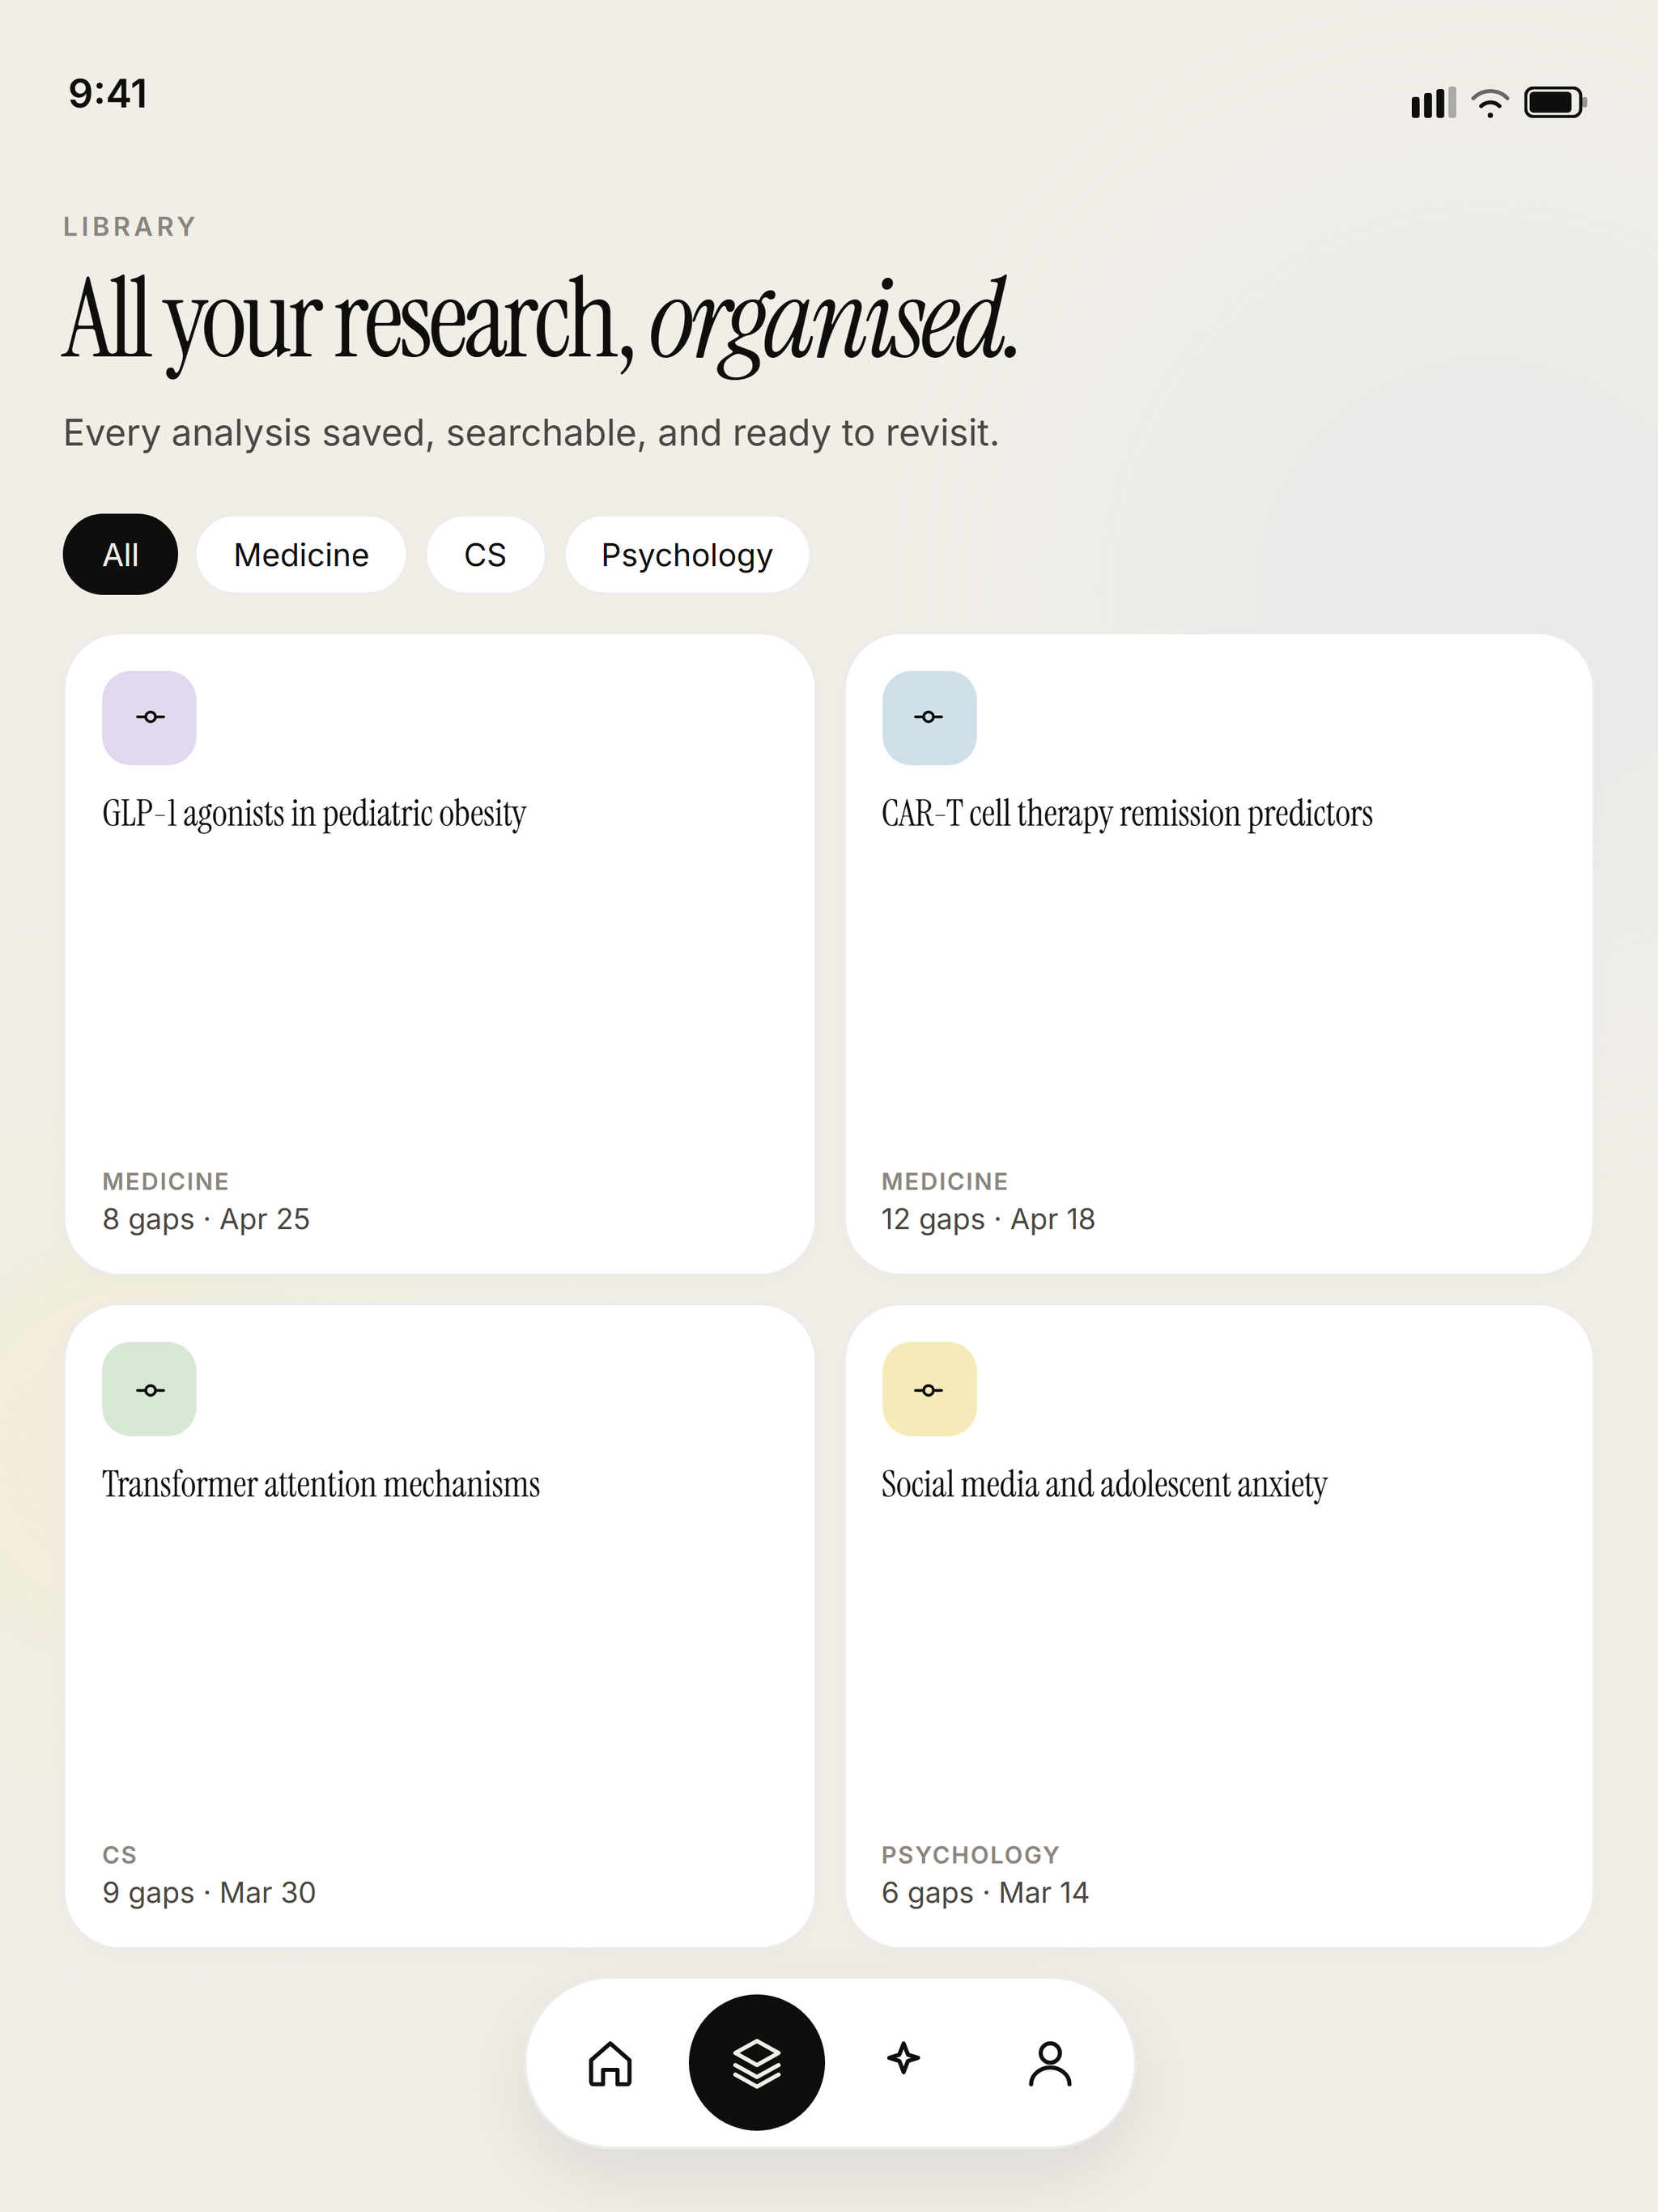 9:41
LIBRARY
All your research, organised.
Every analysis saved, searchable, and ready to revisit.
All Medicine CS Psychology
GLP-1 agonists in pediatric obesity
MEDICINE
8 gaps · Apr 25
CAR-T cell therapy remission predictors
MEDICINE
12 gaps · Apr 18
Transformer attention mechanisms
CS
9 gaps · Mar 30
Social media and adolescent anxiety
PSYCHOLOGY
6 gaps · Mar 14